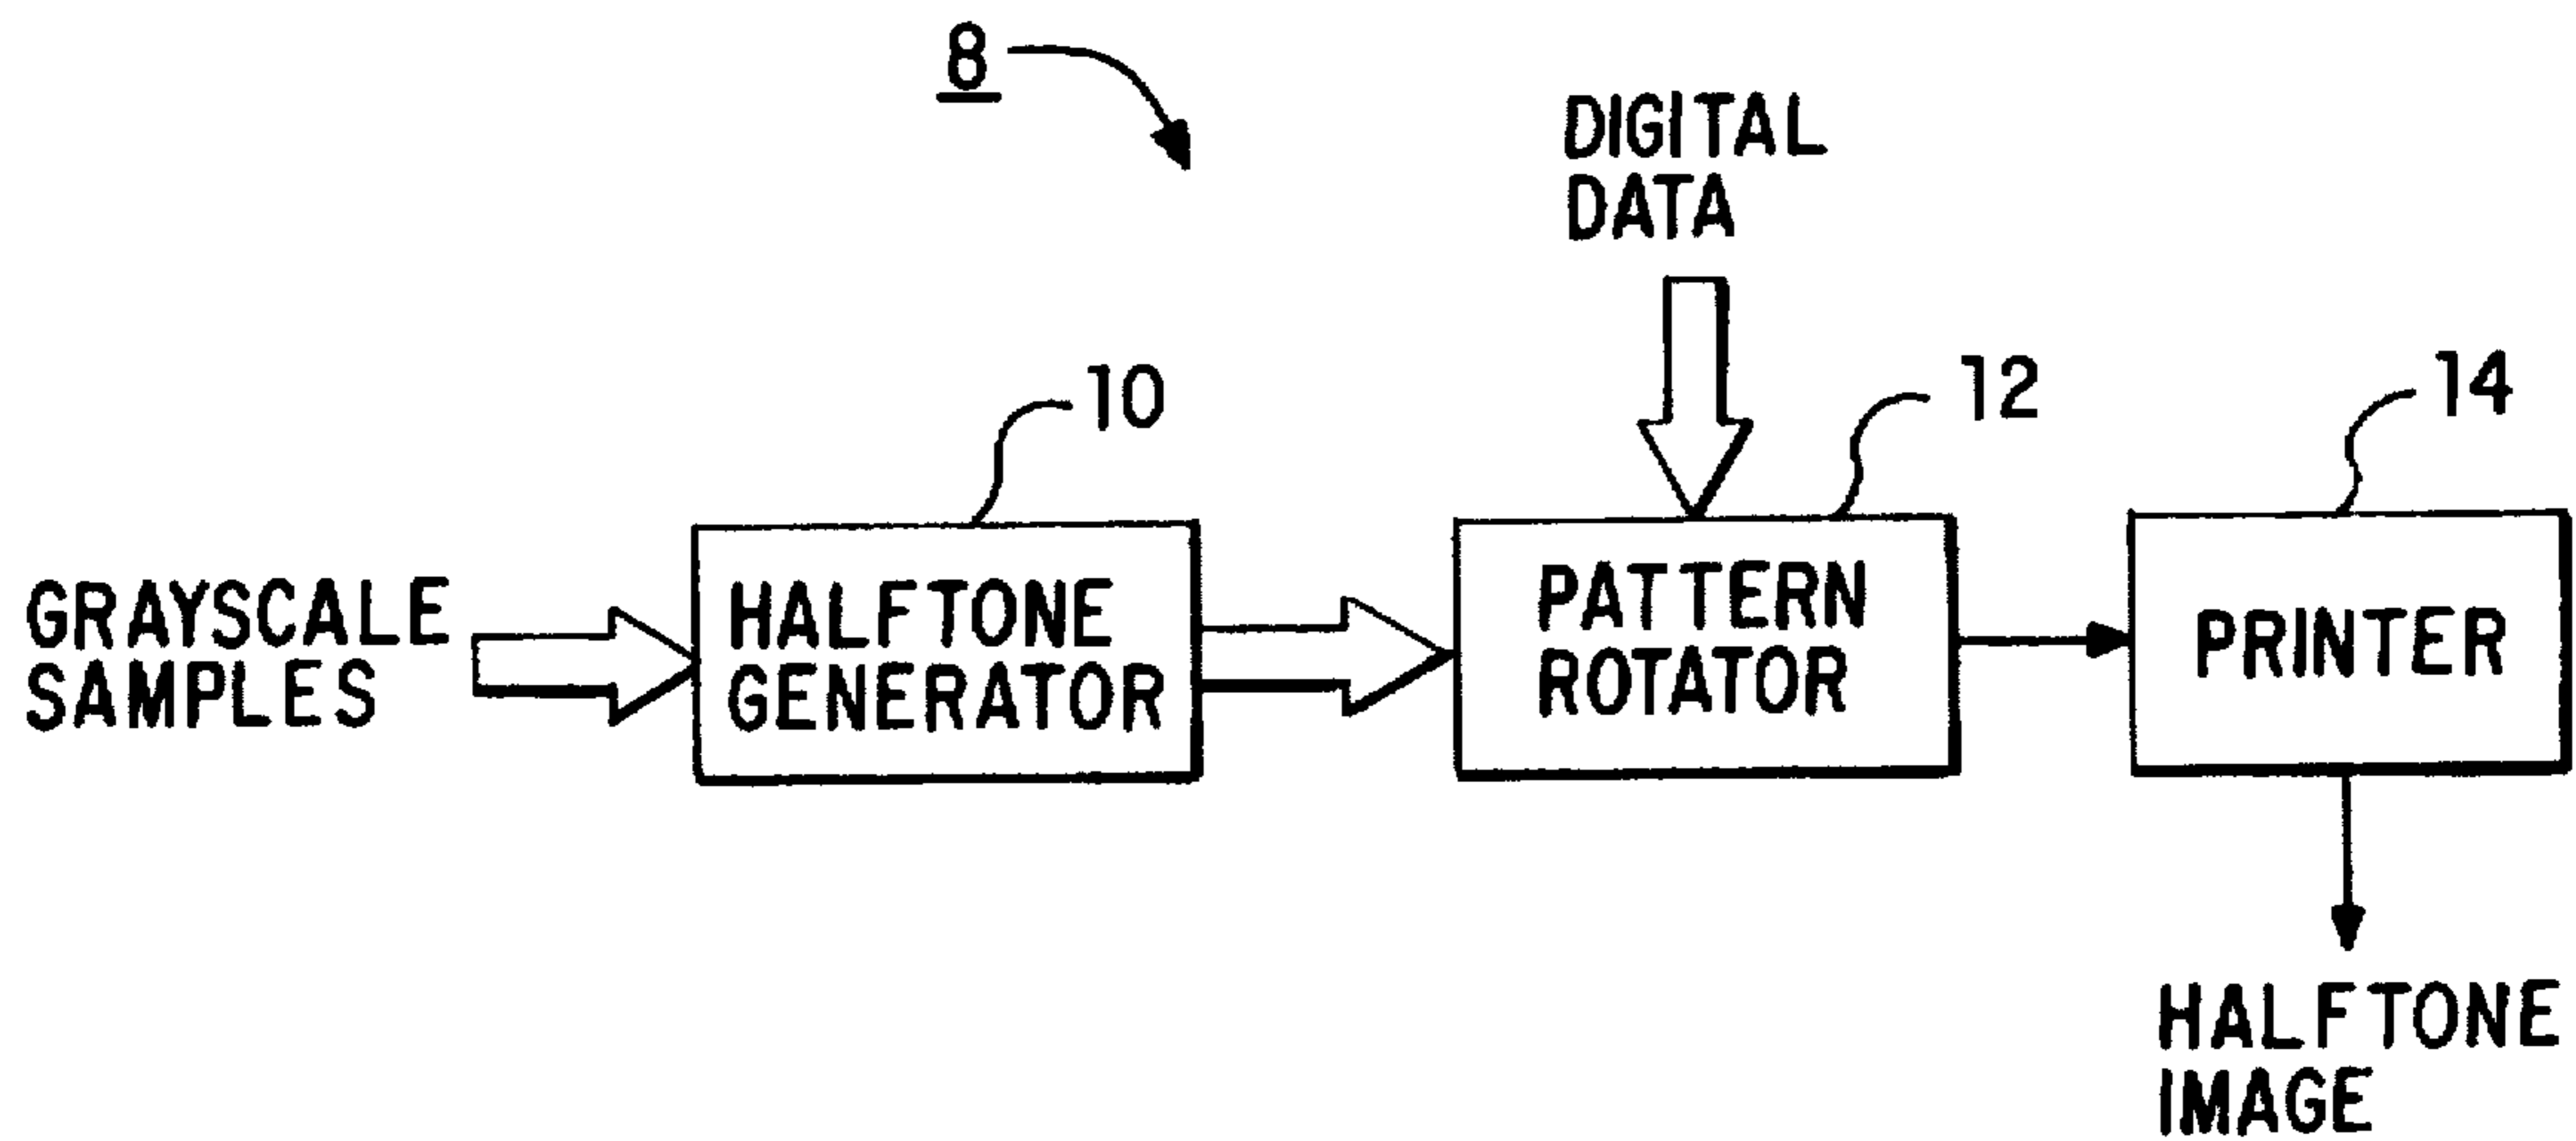 8
DIGITAL
DATA
10
12
14
GRAYSCALE
SAMPLES
HALFTONE
GENERATOR
PATTERN
ROTATOR
PRINTER
HALFTONE
IMAGE